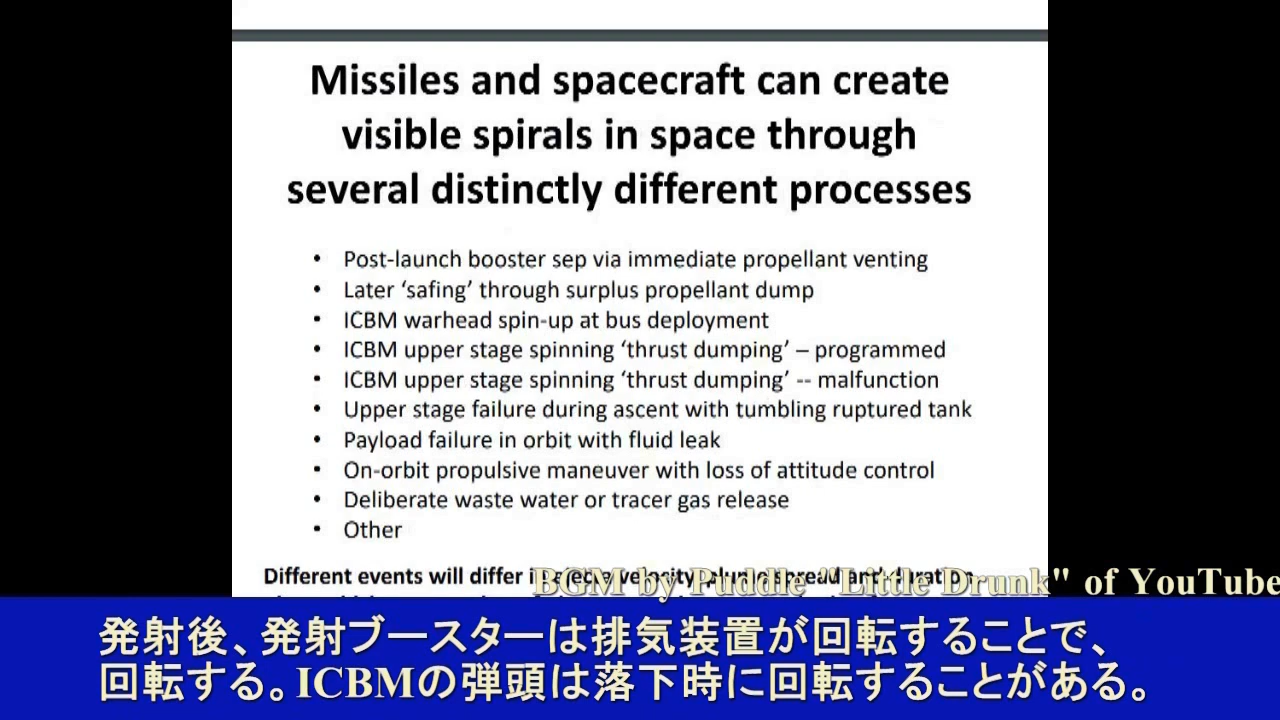 Missiles and spacecraft can create
visible spirals in space through
several distinctly different processes
• Post-launch booster sep via immediate propellant venting
• Later ‘safing’ through surplus propellant dump
• ICBM warhead spin-up at bus deployment
• ICBM upper stage spinning ‘thrust dumping’ – programmed
• ICBM upper stage spinning ‘thrust dumping’ -- malfunction
• Upper stage failure during ascent with tumbling ruptured tank
• Payload failure in orbit with fluid leak
• On-orbit propulsive maneuver with loss of attitude control
• Deliberate waste water or tracer gas release
• Other
Different events will differ in
BGM by Puddle "Little Drunk" of YouTube
発射後、発射ブースターは排気装置が回転することで、
回転する。ICBMの弾頭は落下時に回転することがある。